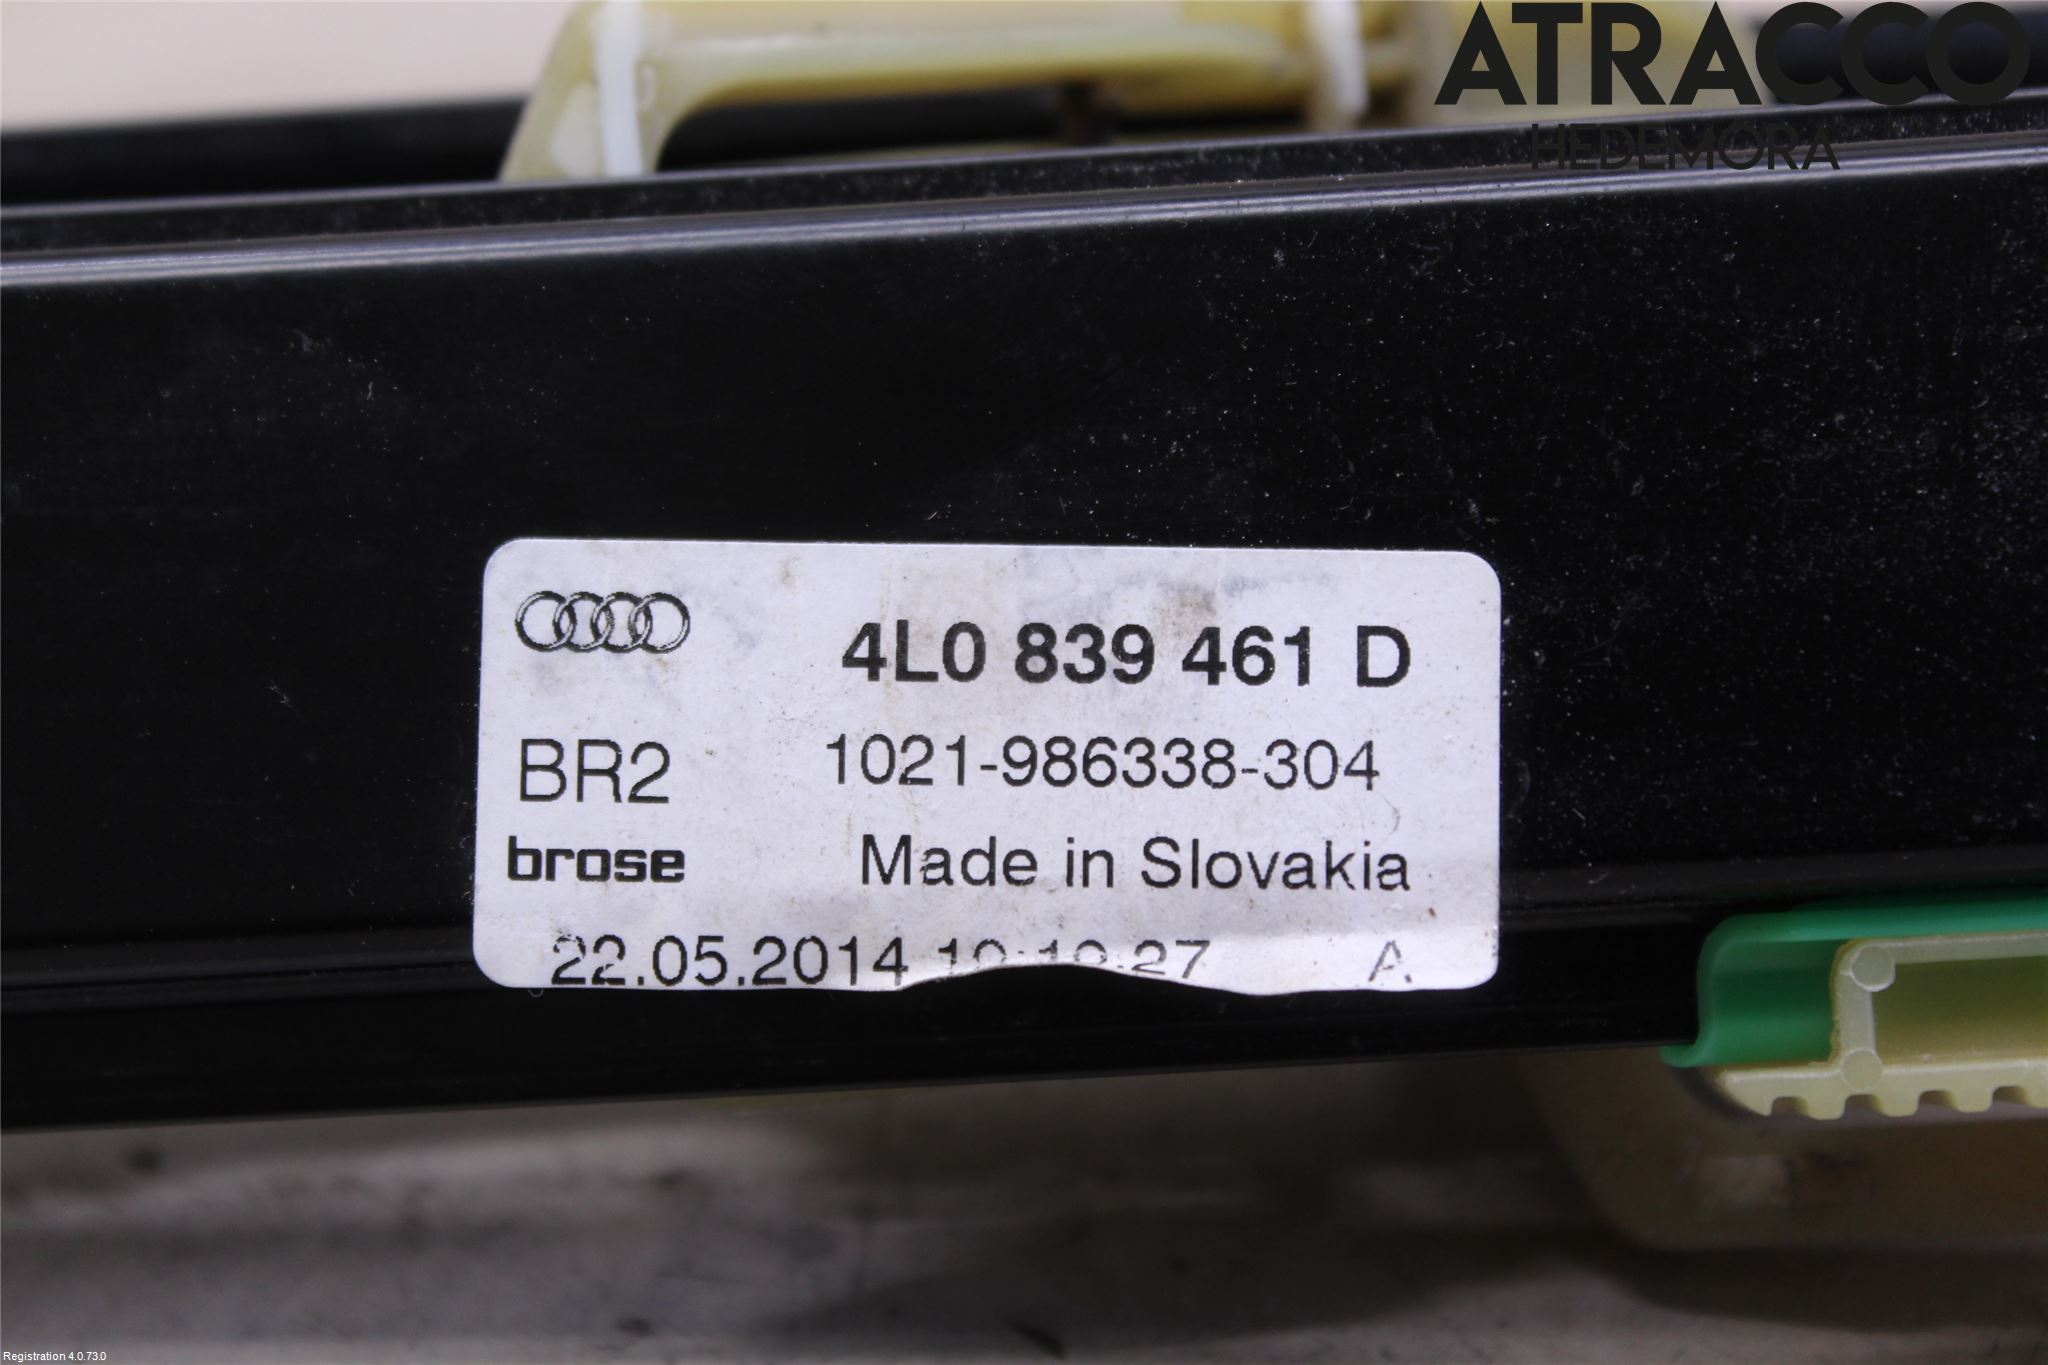 ATRACCO
HEDEMORA
4L0 839 461 D
BR2 1021-986338-304
brose Made in Slovakia
22.05.2014 A
Registration 4.0.73.0